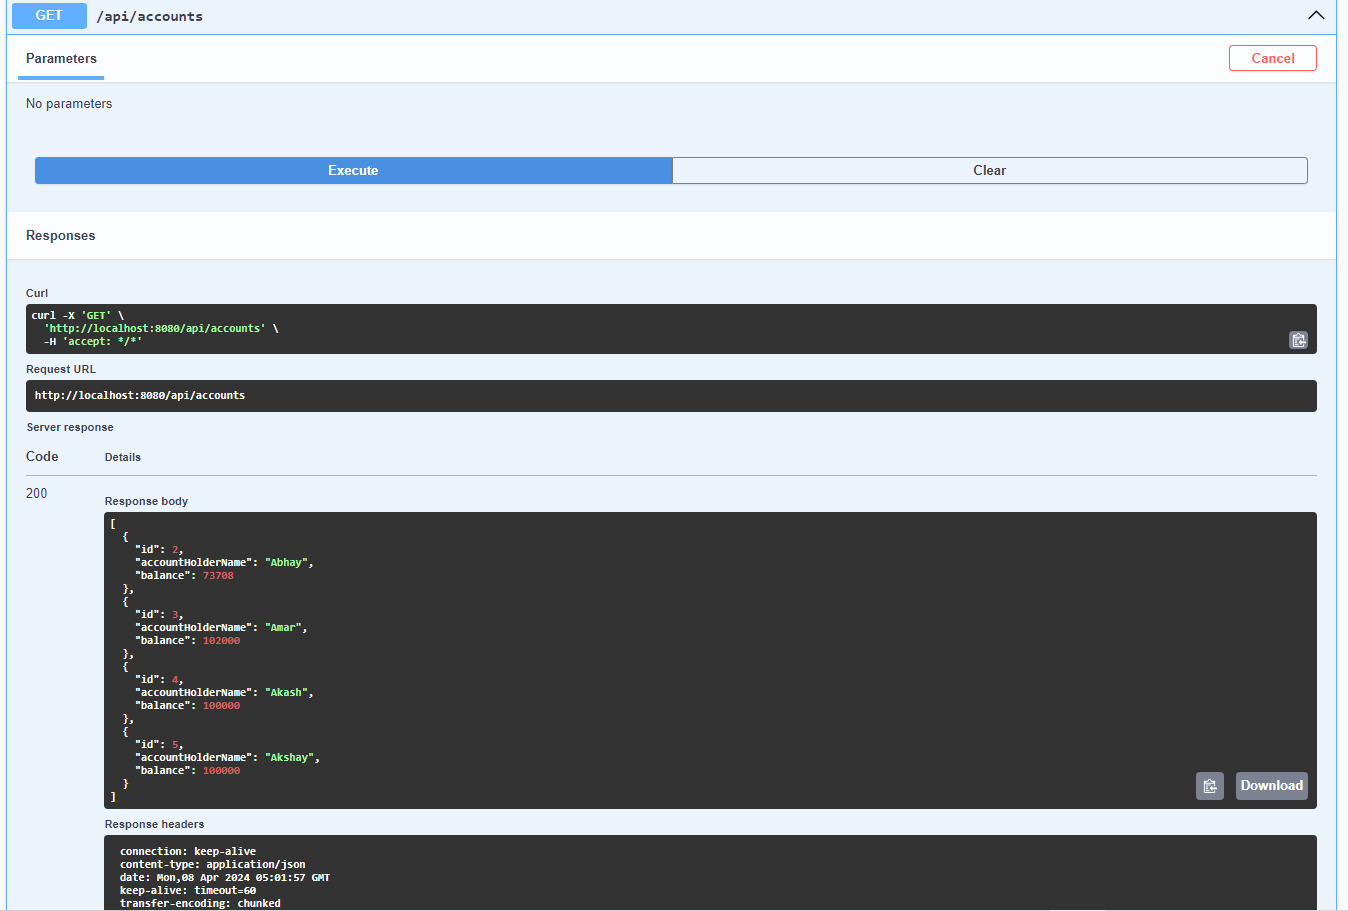 GET /api/accounts
Parameters
Cancel
No parameters
Execute
Clear
Responses
Curl
curl -X 'GET' \
  'http://localhost:8080/api/accounts' \
  -H 'accept: */*'
Request URL
http://localhost:8080/api/accounts
Server response
Code Details
200
Response body
[
  {
    "id": 2,
    "accountHolderName": "Abhay",
    "balance": 73708
  },
  {
    "id": 3,
    "accountHolderName": "Amar",
    "balance": 102000
  },
  {
    "id": 4,
    "accountHolderName": "Akash",
    "balance": 100000
  },
  {
    "id": 5,
    "accountHolderName": "Akshay",
    "balance": 100000
  }
]
Download
Response headers
connection: keep-alive
content-type: application/json
date: Mon,08 Apr 2024 05:01:57 GMT
keep-alive: timeout=60
transfer-encoding: chunked